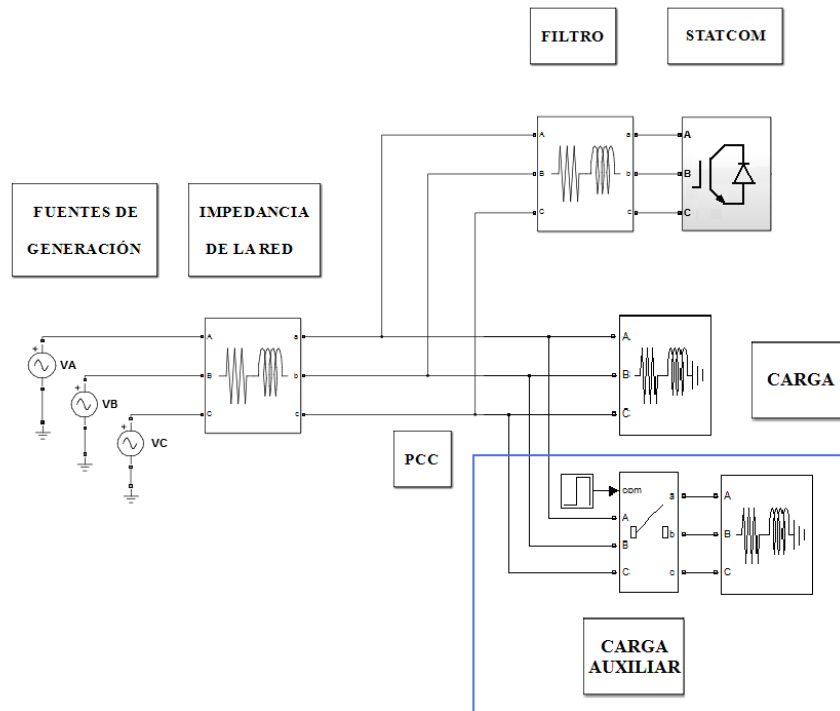 FILTRO
STATCOM
A
B
C
a
b
c
A
B
C
FUENTES DE
GENERACIÓN
IMPEDANCIA
DE LA RED
+
VA
+
VB
+
VC
A
B
C
a
b
c
PCC
A
B
C
CARGA
com
A
B
C
a
b
c
A
B
C
CARGA
AUXILIAR